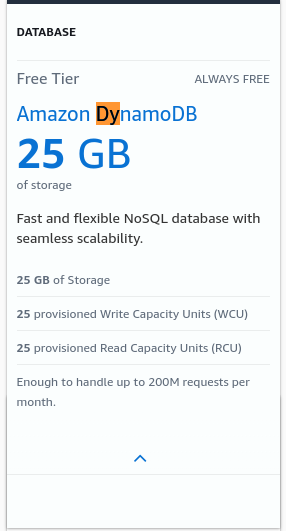 DATABASE
Free Tier
ALWAYS FREE
Amazon DynamoDB
25 GB
of storage
Fast and flexible NoSQL database with
seamless scalability.
25 GB of Storage
25 provisioned Write Capacity Units (WCU)
25 provisioned Read Capacity Units (RCU)
Enough to handle up to 200M requests per
month.